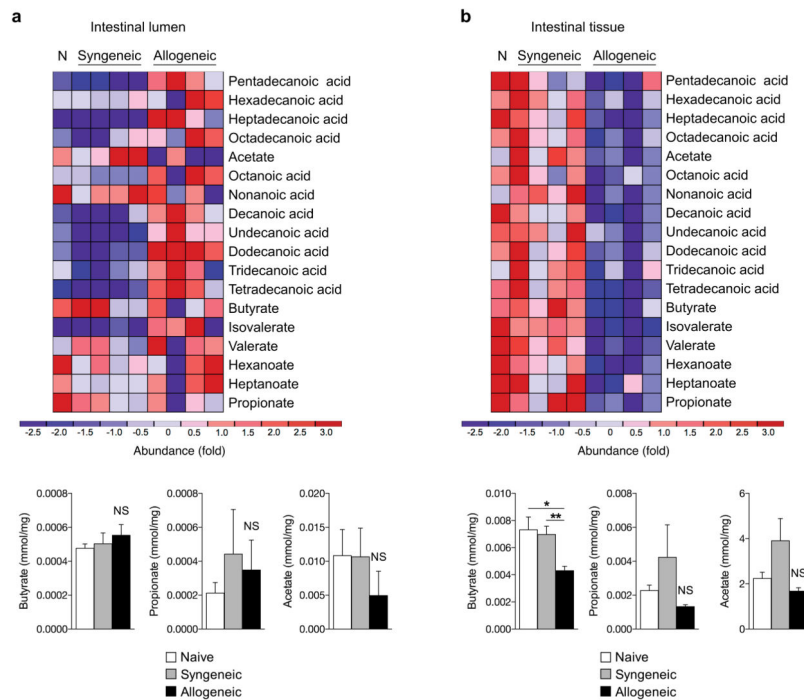 a
Intestinal lumen
N Syngeneic Allogeneic
Pentadecanoic acid
Hexadecanoic acid
Heptadecanoic acid
Octadecanoic acid
Acetate
Octanoic acid
Nonanoic acid
Decanoic acid
Undecanoic acid
Dodecanoic acid
Tridecanoic acid
Tetradecanoic acid
Butyrate
Isovalerate
Valerate
Hexanoate
Heptanoate
Propionate
-2.5 -2.0 -1.0 -0.5 0 0.5 1.0 1.5 2.0 2.5 3.0
Abundance (fold)
Butyrate (mmol/mg)
0.0008
0.0006
0.0004
0.0002
0.0000
NS
Propionate (mmol/mg)
0.0008
0.0006
0.0004
0.0002
0.0000
NS
Acetate (mmol/mg)
0.020
0.015
0.010
0.005
0.000
NS
Naive
Syngeneic
Allogeneic
b
Intestinal tissue
N Syngeneic Allogeneic
Pentadecanoic acid
Hexadecanoic acid
Heptadecanoic acid
Octadecanoic acid
Acetate
Octanoic acid
Nonanoic acid
Decanoic acid
Undecanoic acid
Dodecanoic acid
Tridecanoic acid
Tetradecanoic acid
Butyrate
Isovalerate
Valerate
Hexanoate
Heptanoate
Propionate
-2.5 -2.0 -1.0 -0.5 0 0.5 1.0 1.5 2.0 2.5 3.0
Abundance (fold)
Butyrate (mmol/mg)
0.010
0.008
0.006
0.004
0.002
0.000
*
**
Propionate (mmol/mg)
0.008
0.006
0.004
0.002
0.000
NS
Acetate (mmol/mg)
6
4
2
0
NS
Naive
Syngeneic
Allogeneic